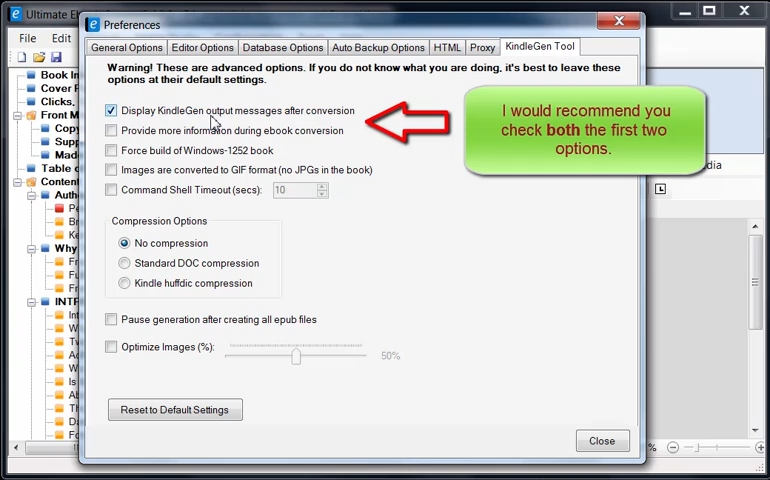 Ultimate E
Preferences
File
Edit
General Options
Editor Options
Database Options
Auto Backup Options
HTML
Proxy
KindleGen Tool
Warning! These are advanced options. If you do not know what you are doing, it's best to leave these
options at their default settings.
Display KindleGen output messages after conversion
Provide more information during ebook conversion
Force build of Windows-1252 book
Images are converted to GIF format (no JPGs in the book)
Command Shell Timeout (secs):
10
Compression Options
No compression
Standard DOC compression
Kindle huffdic compression
Pause generation after creating all epub files
Optimize Images (%):
50%
Reset to Default Settings
Close
I would recommend you
check both the first two
options.
Book In
Cover P
Clicks,
Front M
Copy
Supp
Made
Table o
Content
Autho
Pe
Br
Ke
Why
Fr
Fu
Fr
INTR
Int
W
Ti
Ac
W
Is
Al
Th
Da
Fo
dia
%